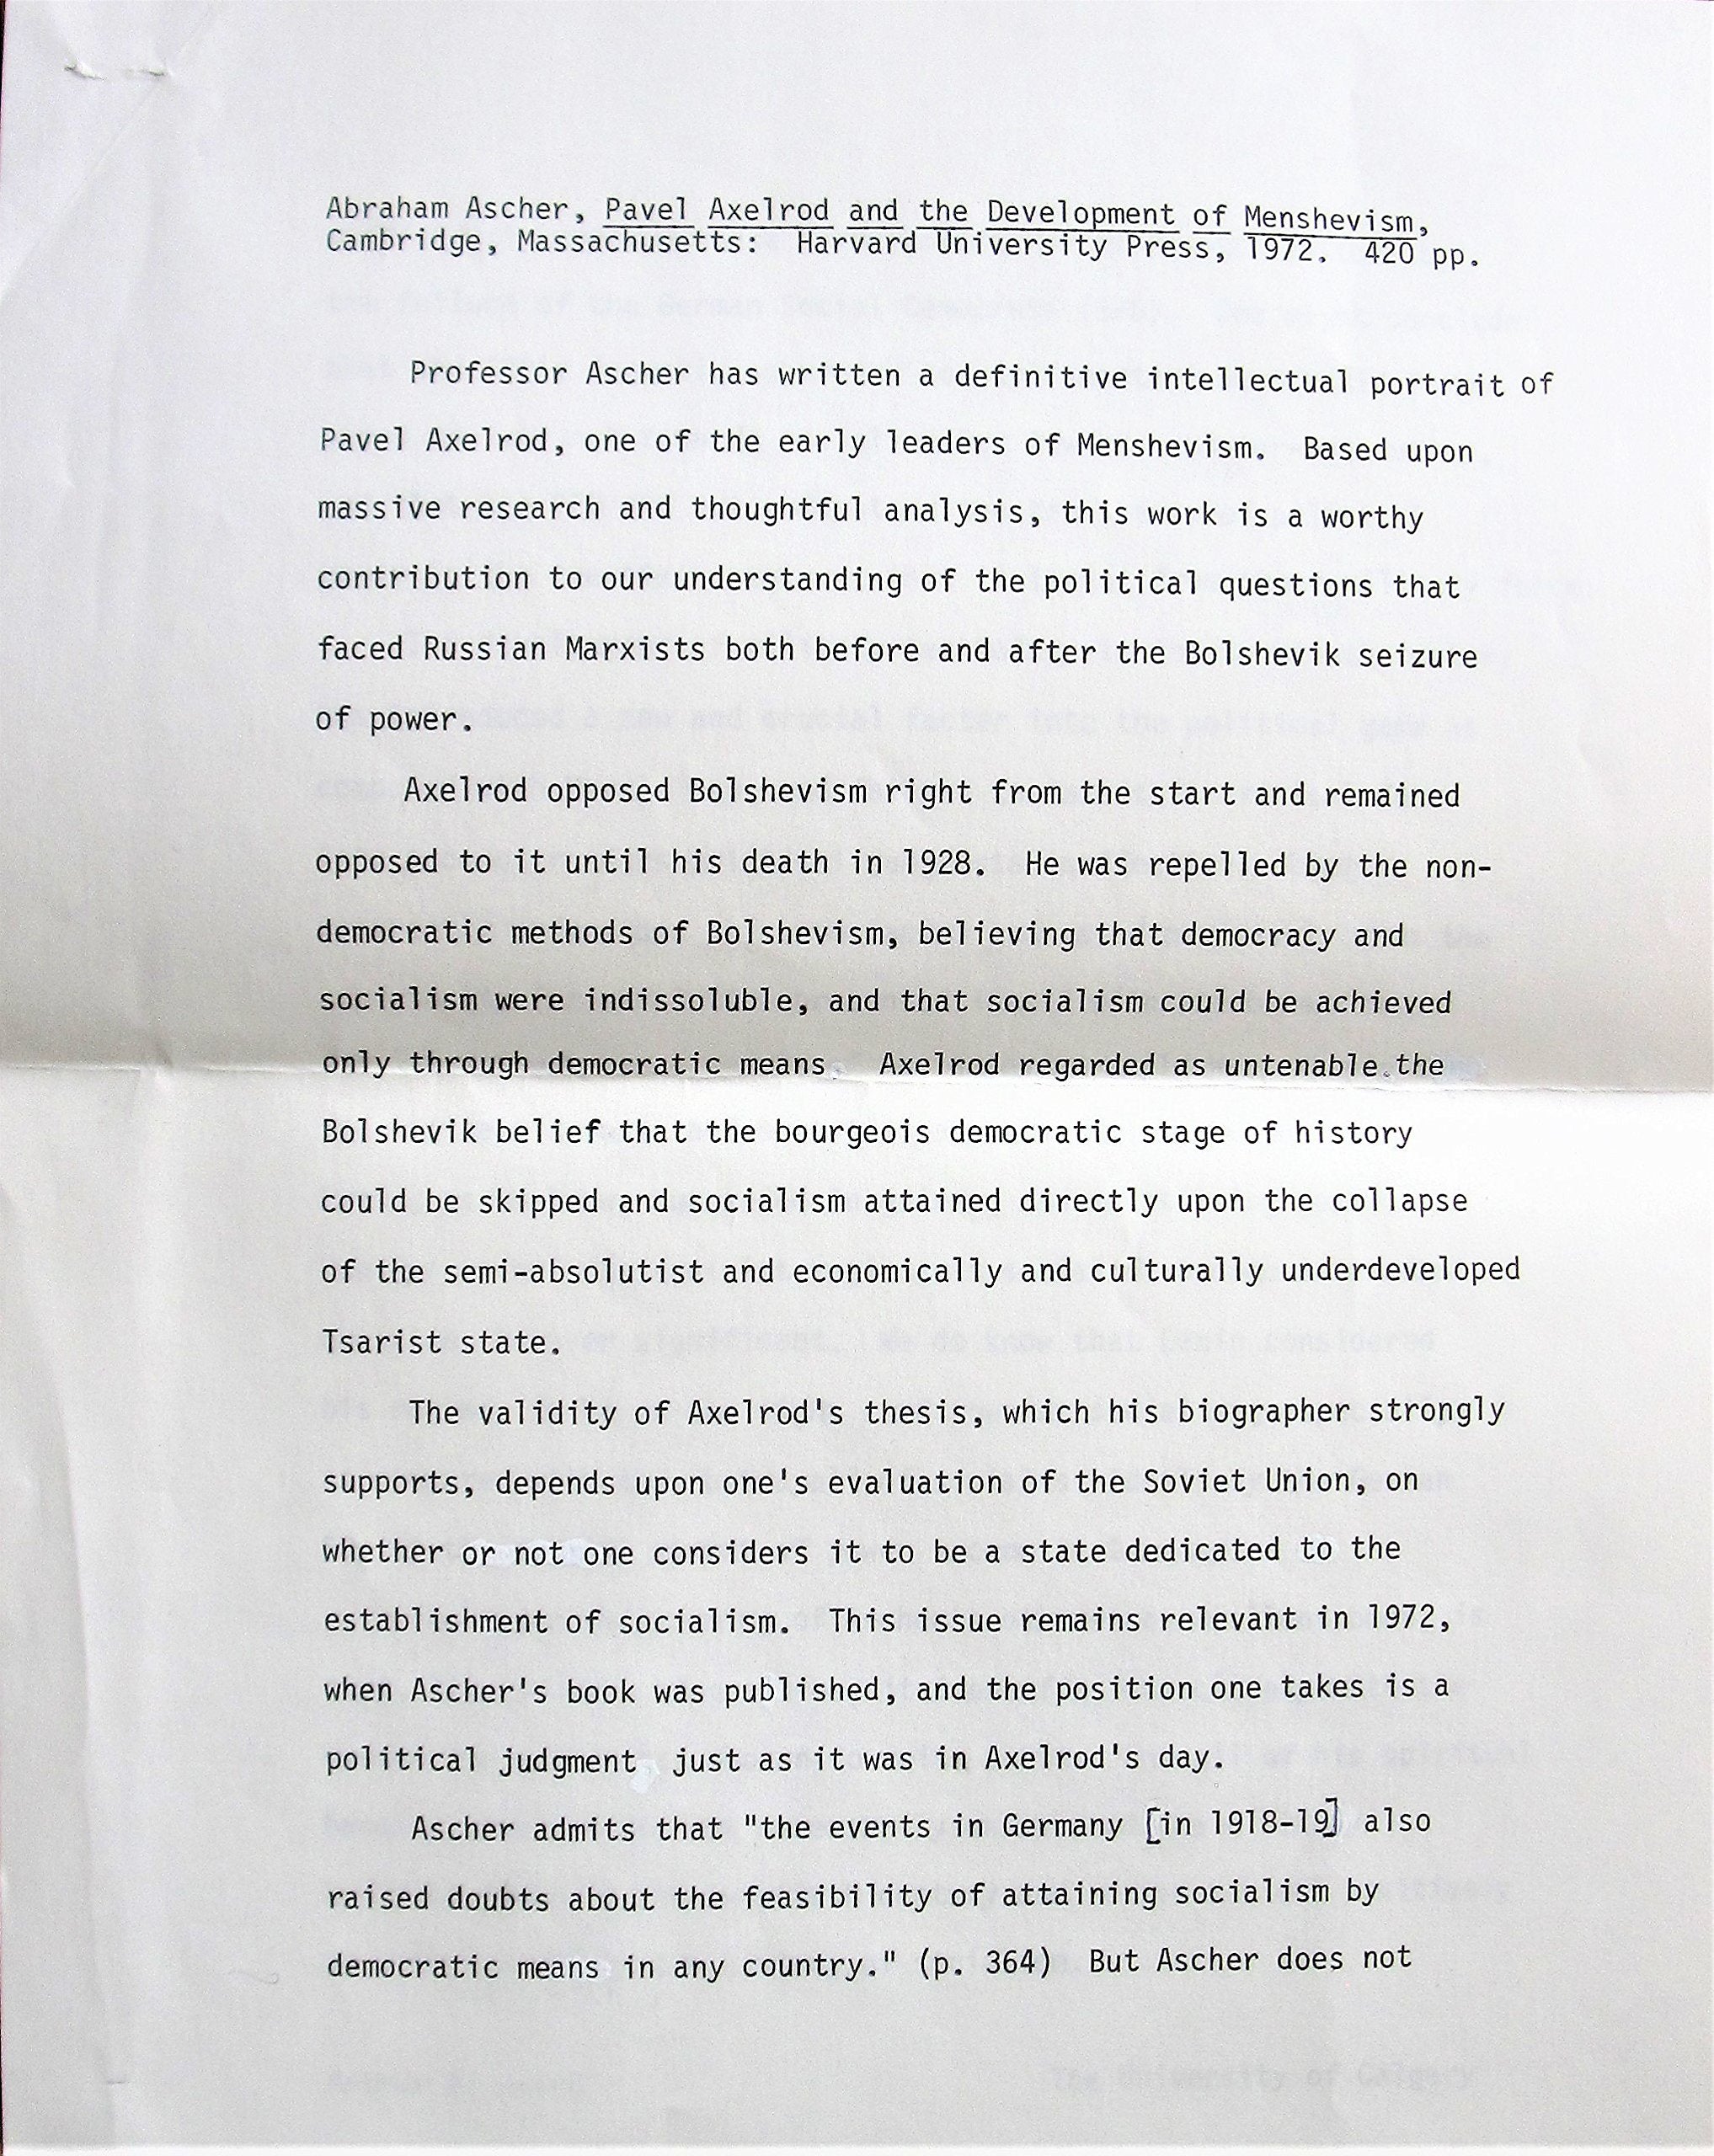 Abraham Ascher, Pavel Axelrod and the Development of Menshevism,
Cambridge, Massachusetts: Harvard University Press, 1972. 420 pp.
Professor Ascher has written a definitive intellectual portrait of
Pavel Axelrod, one of the early leaders of Menshevism. Based upon
massive research and thoughtful analysis, this work is a worthy
contribution to our understanding of the political questions that
faced Russian Marxists both before and after the Bolshevik seizure
of power.
Axelrod opposed Bolshevism right from the start and remained
opposed to it until his death in 1928. He was repelled by the non-
democratic methods of Bolshevism, believing that democracy and
socialism were indissoluble, and that socialism could be achieved
only through democratic means. Axelrod regarded as untenable the
Bolshevik belief that the bourgeois democratic stage of history
could be skipped and socialism attained directly upon the collapse
of the semi-absolutist and economically and culturally underdeveloped
Tsarist state.
The validity of Axelrod's thesis, which his biographer strongly
supports, depends upon one's evaluation of the Soviet Union, on
whether or not one considers it to be a state dedicated to the
establishment of socialism. This issue remains relevant in 1972,
when Ascher's book was published, and the position one takes is a
political judgment just as it was in Axelrod's day.
Ascher admits that "the events in Germany [in 1918-19] also
raised doubts about the feasibility of attaining socialism by
democratic means in any country." (p. 364) But Ascher does not
The University of Calgary